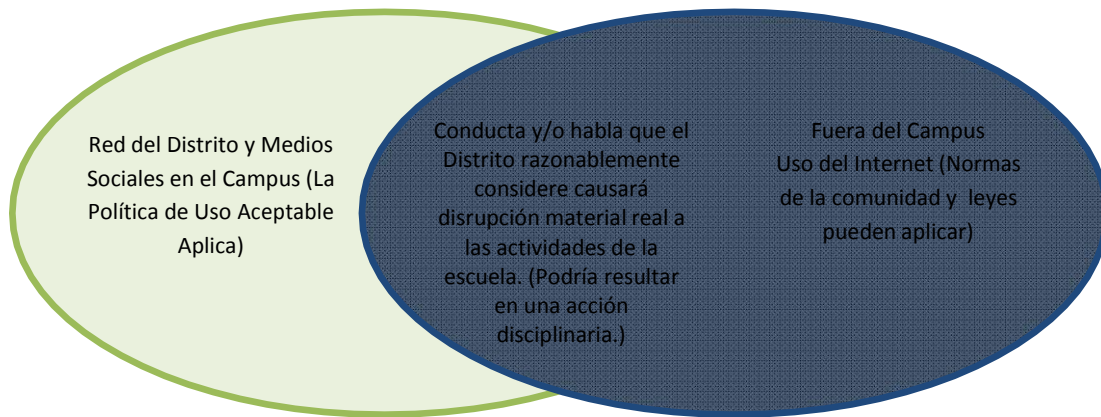 Red del Distrito y Medios
Sociales en el Campus (La
Política de Uso Aceptable
Aplica)
Conducta y/o habla que el
Distrito razonablemente
considere causará
disrupción material real a
las actividades de la
escuela. (Podría resultar
en una acción
disciplinaria.)
Fuera del Campus
Uso del Internet (Normas
de la comunidad y leyes
pueden aplicar)